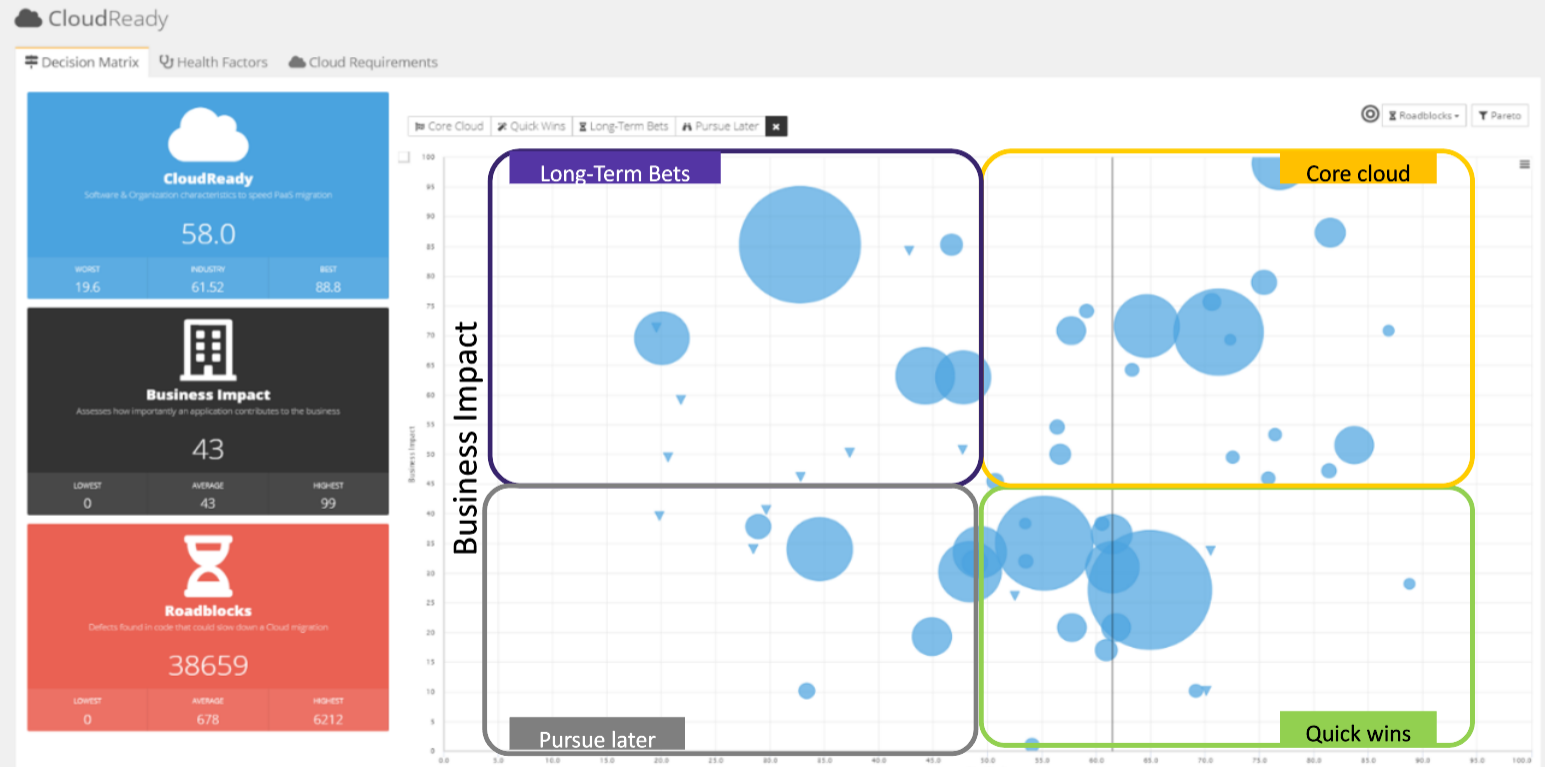 CloudReady
Decision Matrix Health Factors Cloud Requirements
CloudReady
Software & Organization characteristics to speed PaaS migration
58.0
WORST INDUSTRY BEST
19.6 61.52 88.8
Business Impact
Assesses how importantly an application contributes to the business
43
LOWEST AVERAGE HIGHEST
0 43 99
Roadblocks
Defects found in code that could slow down a Cloud migration
38659
LOWEST AVERAGE HIGHEST
0 678 6212
Core Cloud Quick Wins Long-Term Bets Pursue Later x
Roadblocks Pareto
Long-Term Bets
Core cloud
Business Impact
Business Impact
100
95
90
85
80
75
70
65
60
55
50
45
40
35
30
25
20
15
10
5
0
Pursue later
Quick wins
0.0 5.0 10.0 15.0 20.0 25.0 30.0 35.0 40.0 45.0 50.0 55.0 60.0 65.0 70.0 75.0 80.0 85.0 90.0 95.0 100.0